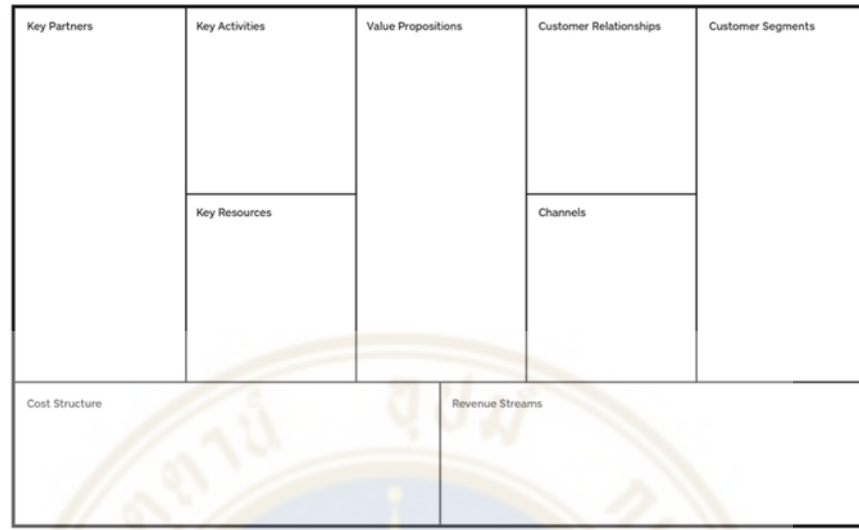 Key Partners
Key Activities
Value Propositions
Customer Relationships
Customer Segments
Key Resources
Channels
Cost Structure
Revenue Streams